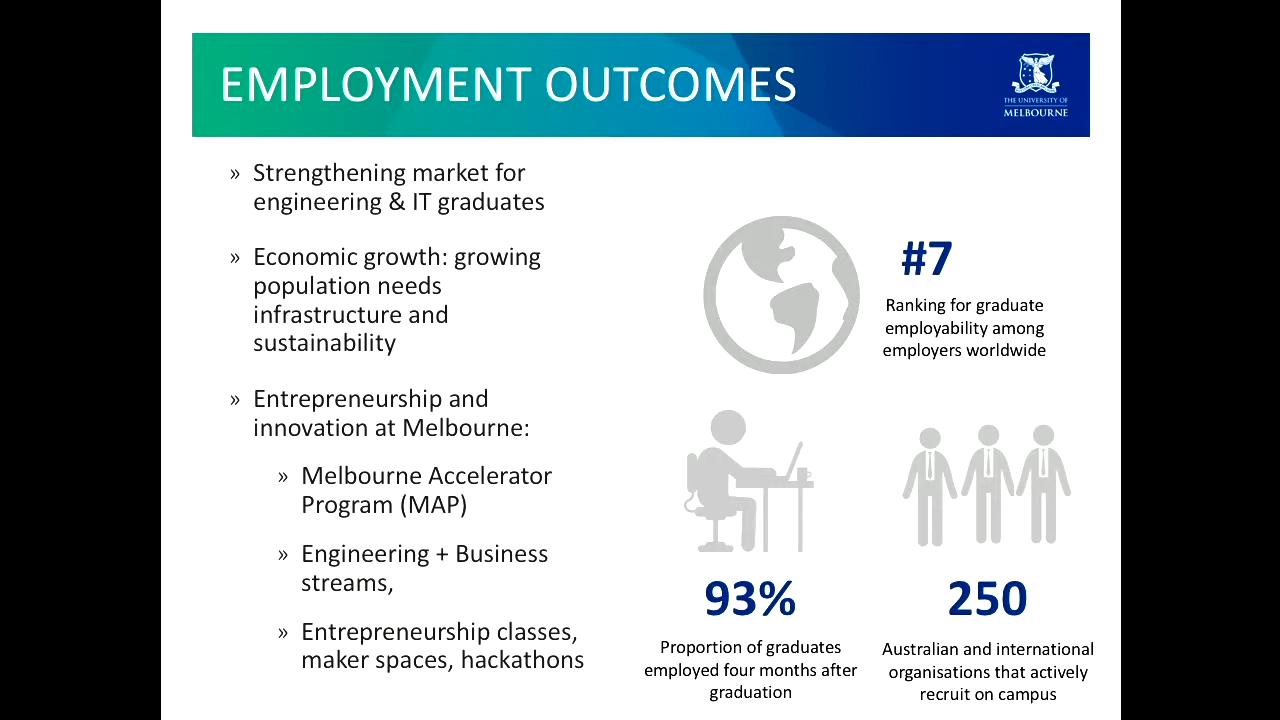 EMPLOYMENT OUTCOMES
THE UNIVERSITY OF
MELBOURNE
» Strengthening market for
engineering & IT graduates
» Economic growth: growing
population needs
infrastructure and
sustainability
» Entrepreneurship and
innovation at Melbourne:
» Melbourne Accelerator
Program (MAP)
» Engineering + Business
streams,
» Entrepreneurship classes,
maker spaces, hackathons
#7
Ranking for graduate
employability among
employers worldwide
93%
Proportion of graduates
employed four months after
graduation
250
Australian and international
organisations that actively
recruit on campus